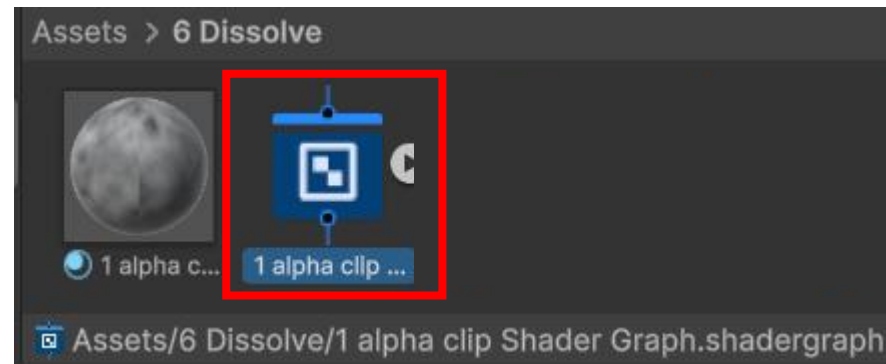 Assets > 6 Dissolve
1 alpha c...
1 alpha clip ...
Assets/6 Dissolve/1 alpha clip Shader Graph.shadergraph